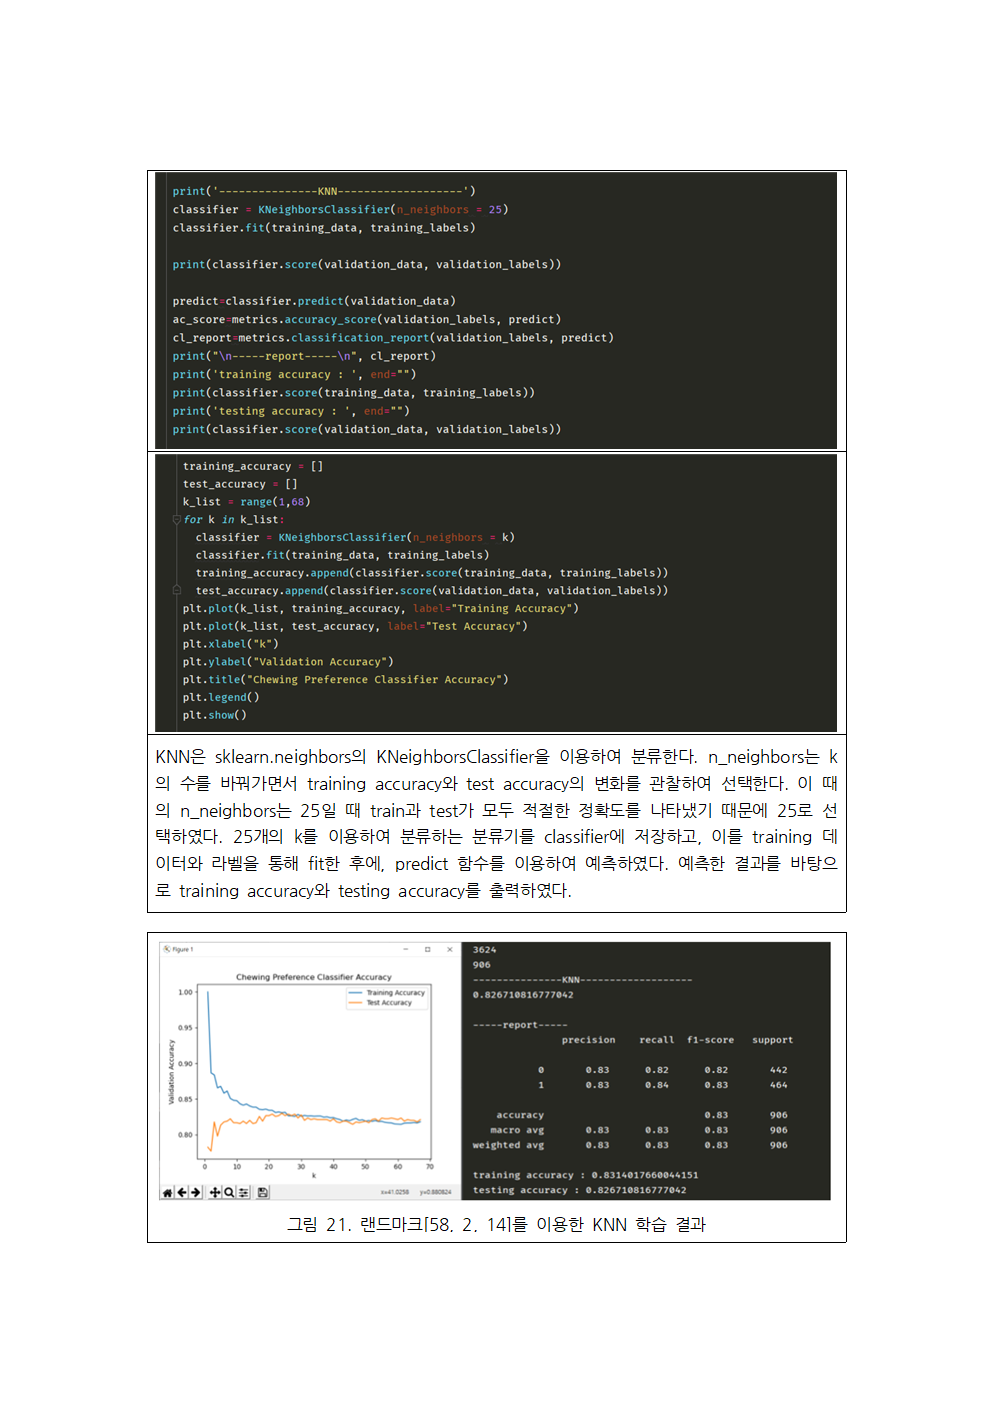 print('---------------KNN-------------------')
classifier = KNeighborsClassifier(n_neighbors = 25)
classifier.fit(training_data, training_labels)
print(classifier.score(validation_data, validation_labels))
predict=classifier.predict(validation_data)
ac_score=metrics.accuracy_score(validation_labels, predict)
cl_report=metrics.classification_report(validation_labels, predict)
print("\n-----report-----\n", cl_report)
print('training accuracy : ', end="")
print(classifier.score(training_data, training_labels))
print('testing accuracy : ', end="")
print(classifier.score(validation_data, validation_labels))
training_accuracy = []
test_accuracy = []
k_list = range(1,68)
for k in k_list:
classifier = KNeighborsClassifier(n_neighbors = k)
classifier.fit(training_data, training_labels)
training_accuracy.append(classifier.score(training_data, training_labels))
test_accuracy.append(classifier.score(validation_data, validation_labels))
plt.plot(k_list, training_accuracy, label="Training Accuracy")
plt.plot(k_list, test_accuracy, label="Test Accuracy")
plt.xlabel("k")
plt.ylabel("Validation Accuracy")
plt.title("Chewing Preference Classifier Accuracy")
plt.legend()
plt.show()
KNN은 sklearn.neighbors의 KNeighborsClassifier을 이용하여 분류한다. n_neighbors는 k
의 수를 바꿔가면서 training accuracy와 test accuracy의 변화를 관찰하여 선택한다. 이 때
의 n_neighbors는 25일 때 train과 test가 모두 적절한 정확도를 나타냈기 때문에 25로 선
택하였다. 25개의 k를 이용하여 분류하는 분류기를 classifier에 저장하고, 이를 training 데
이터와 라벨을 통해 fit한 후에, predict 함수를 이용하여 예측하였다. 예측한 결과를 바탕으
로 training accuracy와 testing accuracy를 출력하였다.
Figure 1
Chewing Preference Classifier Accuracy
Training Accuracy
Test Accuracy
1.00
0.95
0.90
0.85
0.80
Validation Accuracy
0 10 20 30 40 50 60 70
k
x=41.0258 y=0.880824
3624
906
---------------KNN-------------------
0.826710816777042
-----report-----
precision recall f1-score support
0 0.83 0.82 0.82 442
1 0.83 0.84 0.83 464
accuracy 0.83 906
macro avg 0.83 0.83 0.83 906
weighted avg 0.83 0.83 0.83 906
training accuracy : 0.8314017660044151
testing accuracy : 0.826710816777042
그림 21. 랜드마크[58, 2, 14]를 이용한 KNN 학습 결과